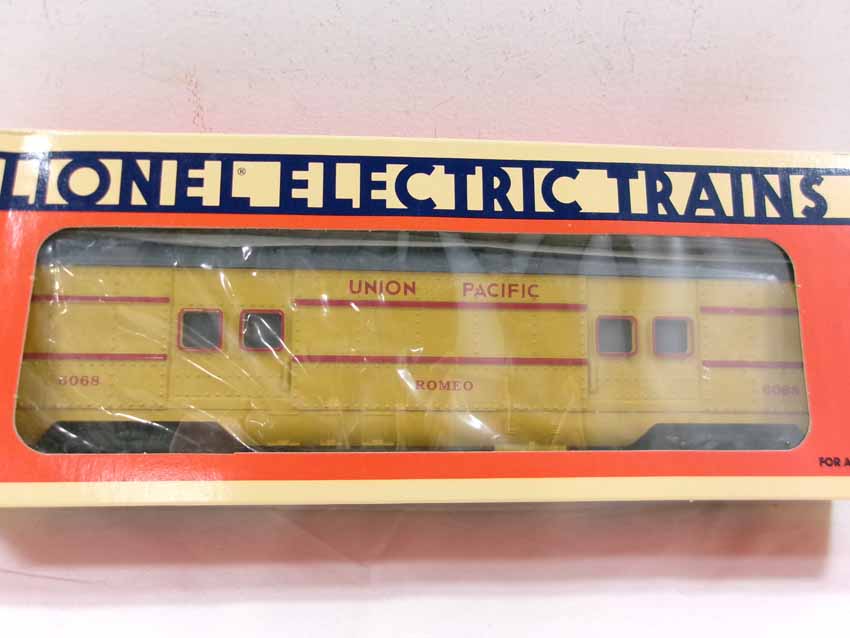 LIONEL® ELECTRIC TRAINS
UNION PACIFIC
6068 ROMEO 6068
FOR A